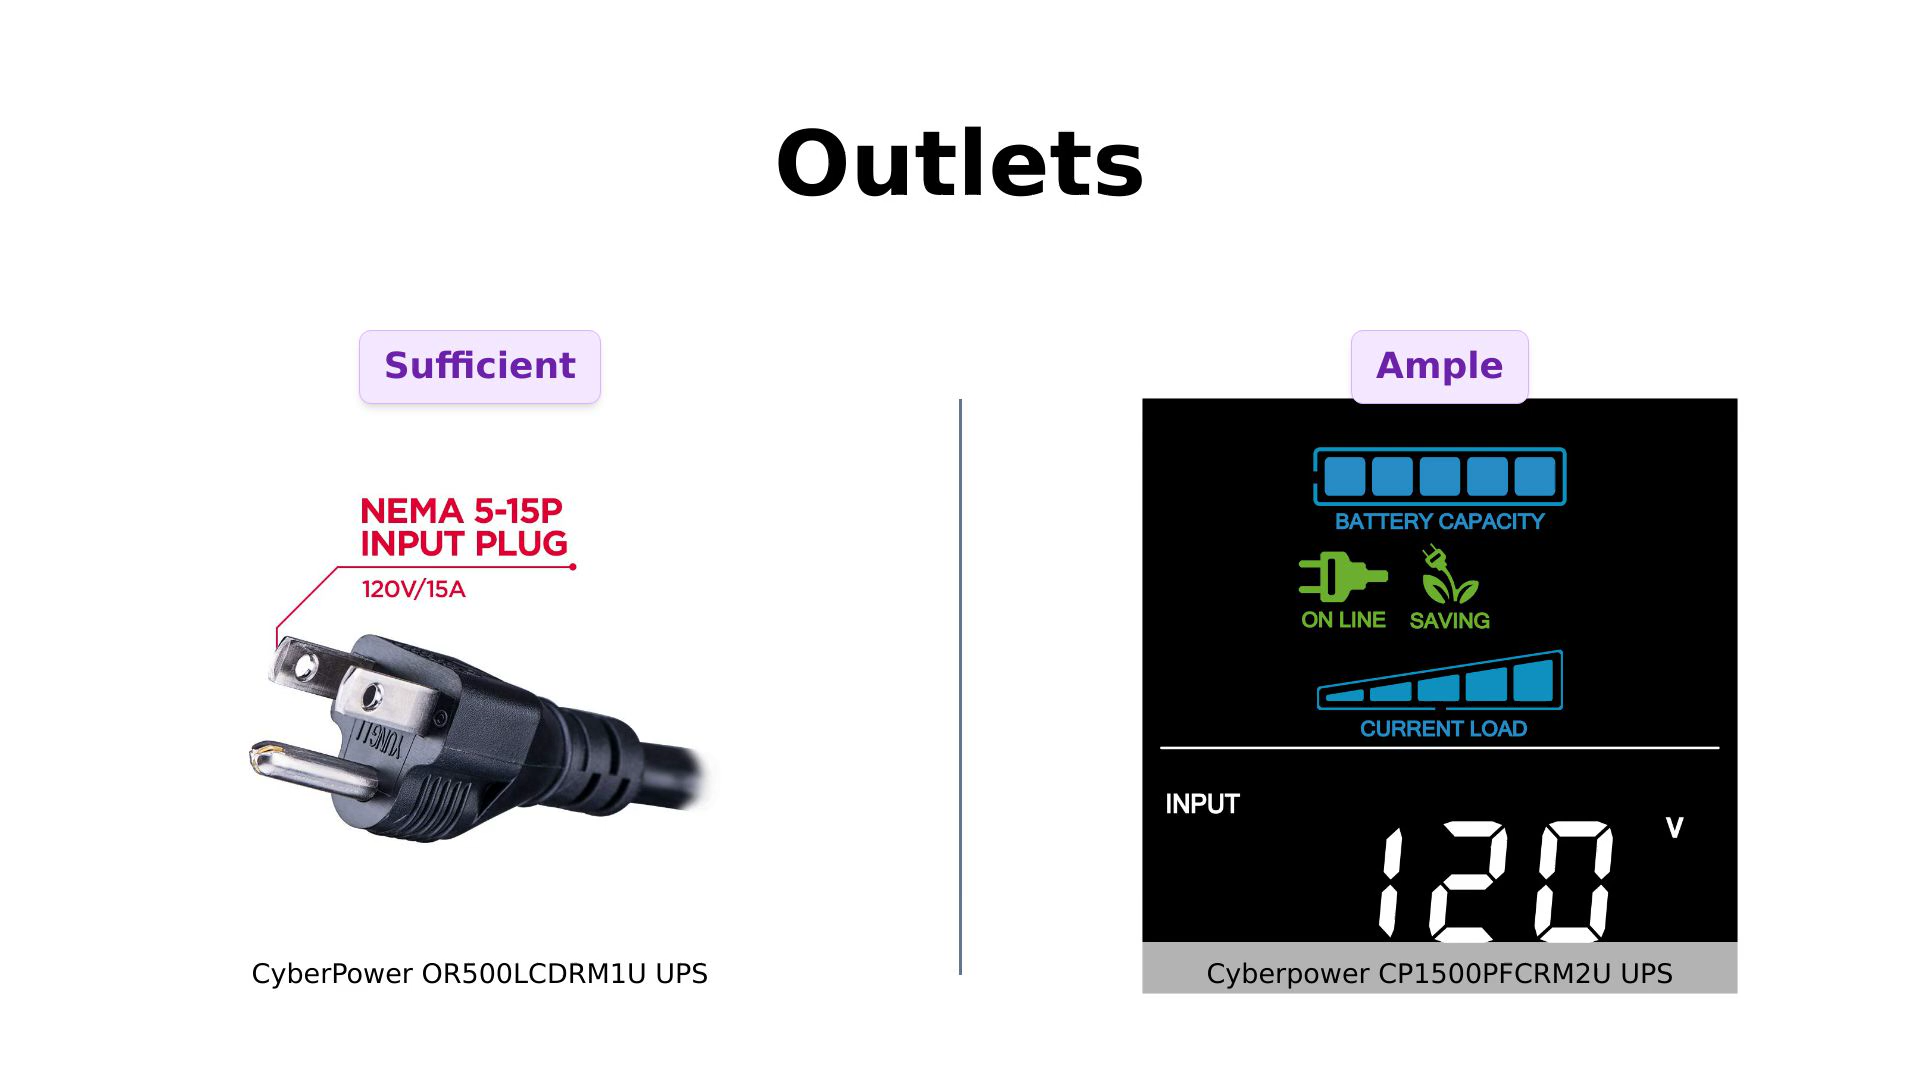 Outlets
Sufficient
Ample
NEMA 5-15P
INPUT PLUG
120V/15A
YUNGLI
CyberPower OR500LCDRM1U UPS
BATTERY CAPACITY
ON LINE
SAVING
CURRENT LOAD
INPUT
120 V
Cyberpower CP1500PFCRM2U UPS